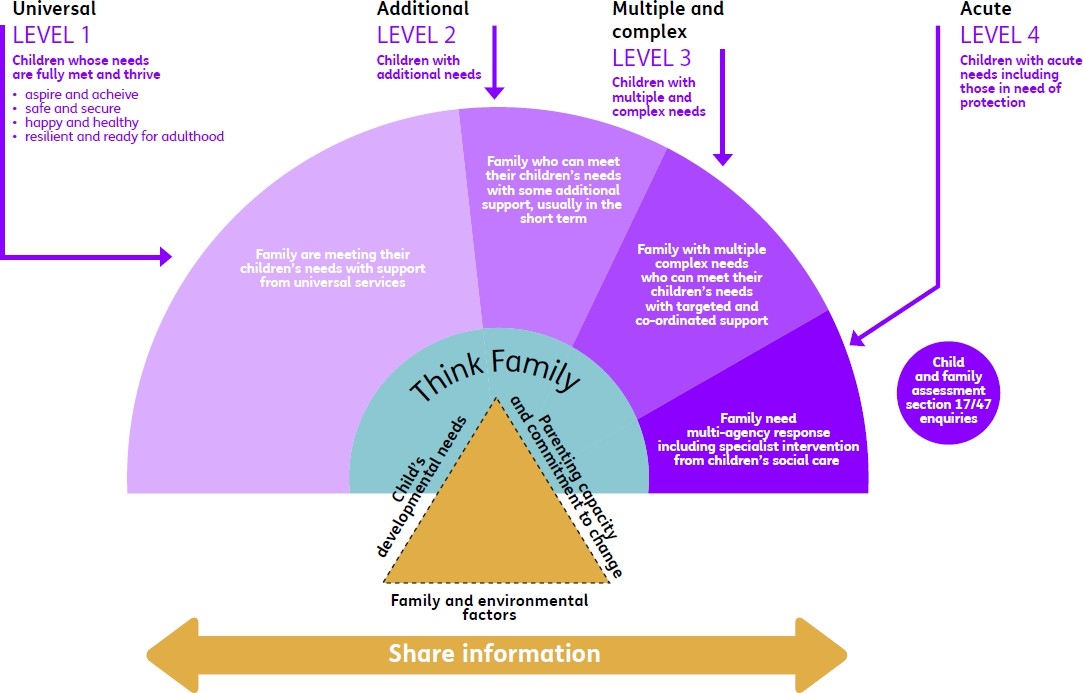 Universal
LEVEL 1
Children whose needs
are fully met and thrive
• aspire and acheive
• safe and secure
• happy and healthy
• resilient and ready for adulthood
Additional
LEVEL 2
Children with
additional needs
Multiple and
complex
LEVEL 3
Children with
multiple and
complex needs
Acute
LEVEL 4
Children with acute
needs including
those in need of
protection
Family are meeting their
children's needs with support
from universal services
Family who can meet
their children's needs
with some additional
support, usually in the
short term
Family with multiple
complex needs
who can meet their
children's needs
with targeted and
co-ordinated support
Family need
multi-agency response
including specialist intervention
from children's social care
Child
and family
assessment
section 17/47
enquiries
Think Family
Child's
developmental needs
Parenting capacity
and commitment to change
Family and environmental
factors
Share information